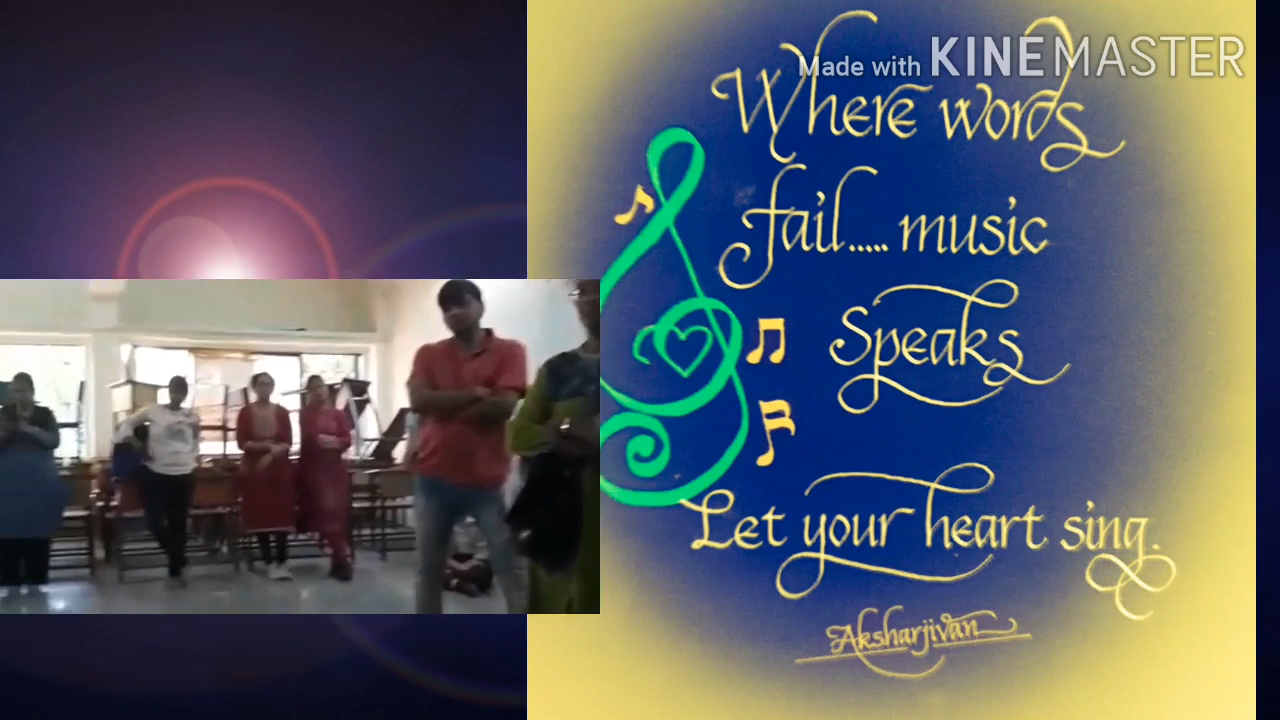 Made with KINEMASTER
Where words
fail..... music
Speaks
Let your heart sing.
Aksharjivan